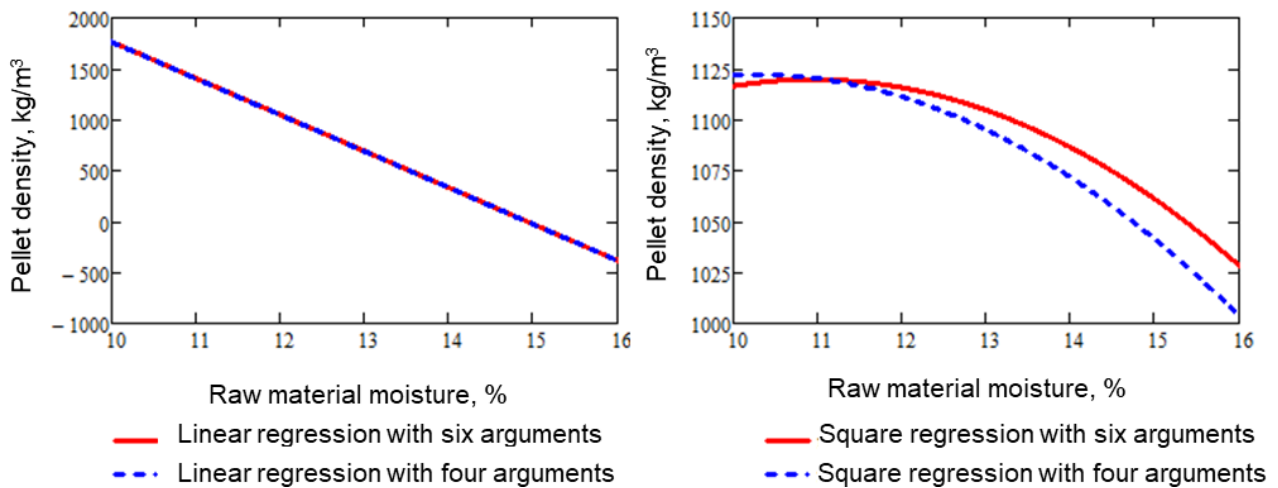 2000
1500
1000
500
0
−500
−1000
10 11 12 13 14 15 16
Pellet density, kg/m³
Raw material moisture, %
Linear regression with six arguments
Linear regression with four arguments
1150
1125
1100
1075
1050
1025
1000
10 11 12 13 14 15 16
Pellet density, kg/m³
Raw material moisture, %
Square regression with six arguments
Square regression with four arguments